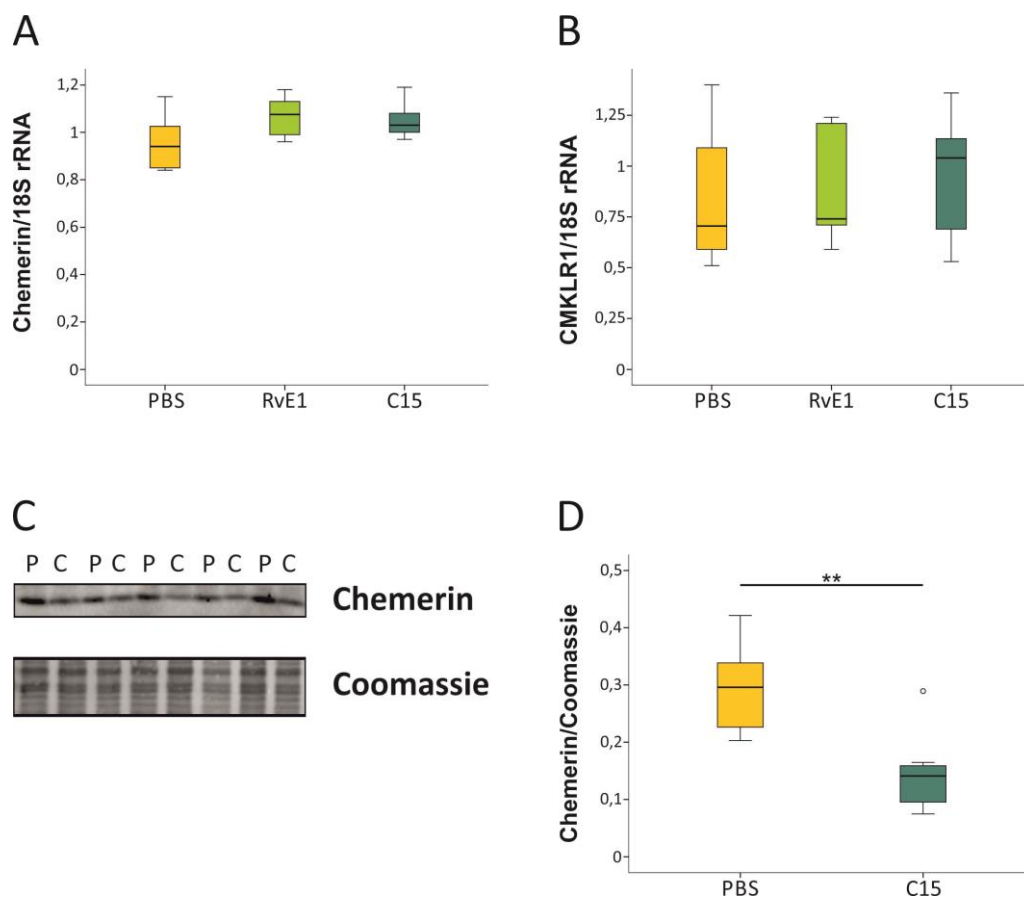 A
Chemerin/18S rRNA
1,2
1
0,8
0,6
0,4
0,2
0
PBS RvE1 C15
B
CMKLR1/18S rRNA
1,25
1
0,75
0,5
0,25
0
PBS RvE1 C15
C
P C P C P C P C P C
Chemerin
Coomassie
D
Chemerin/Coomassie
0,5
0,4
0,3
0,2
0,1
0
**
PBS C15